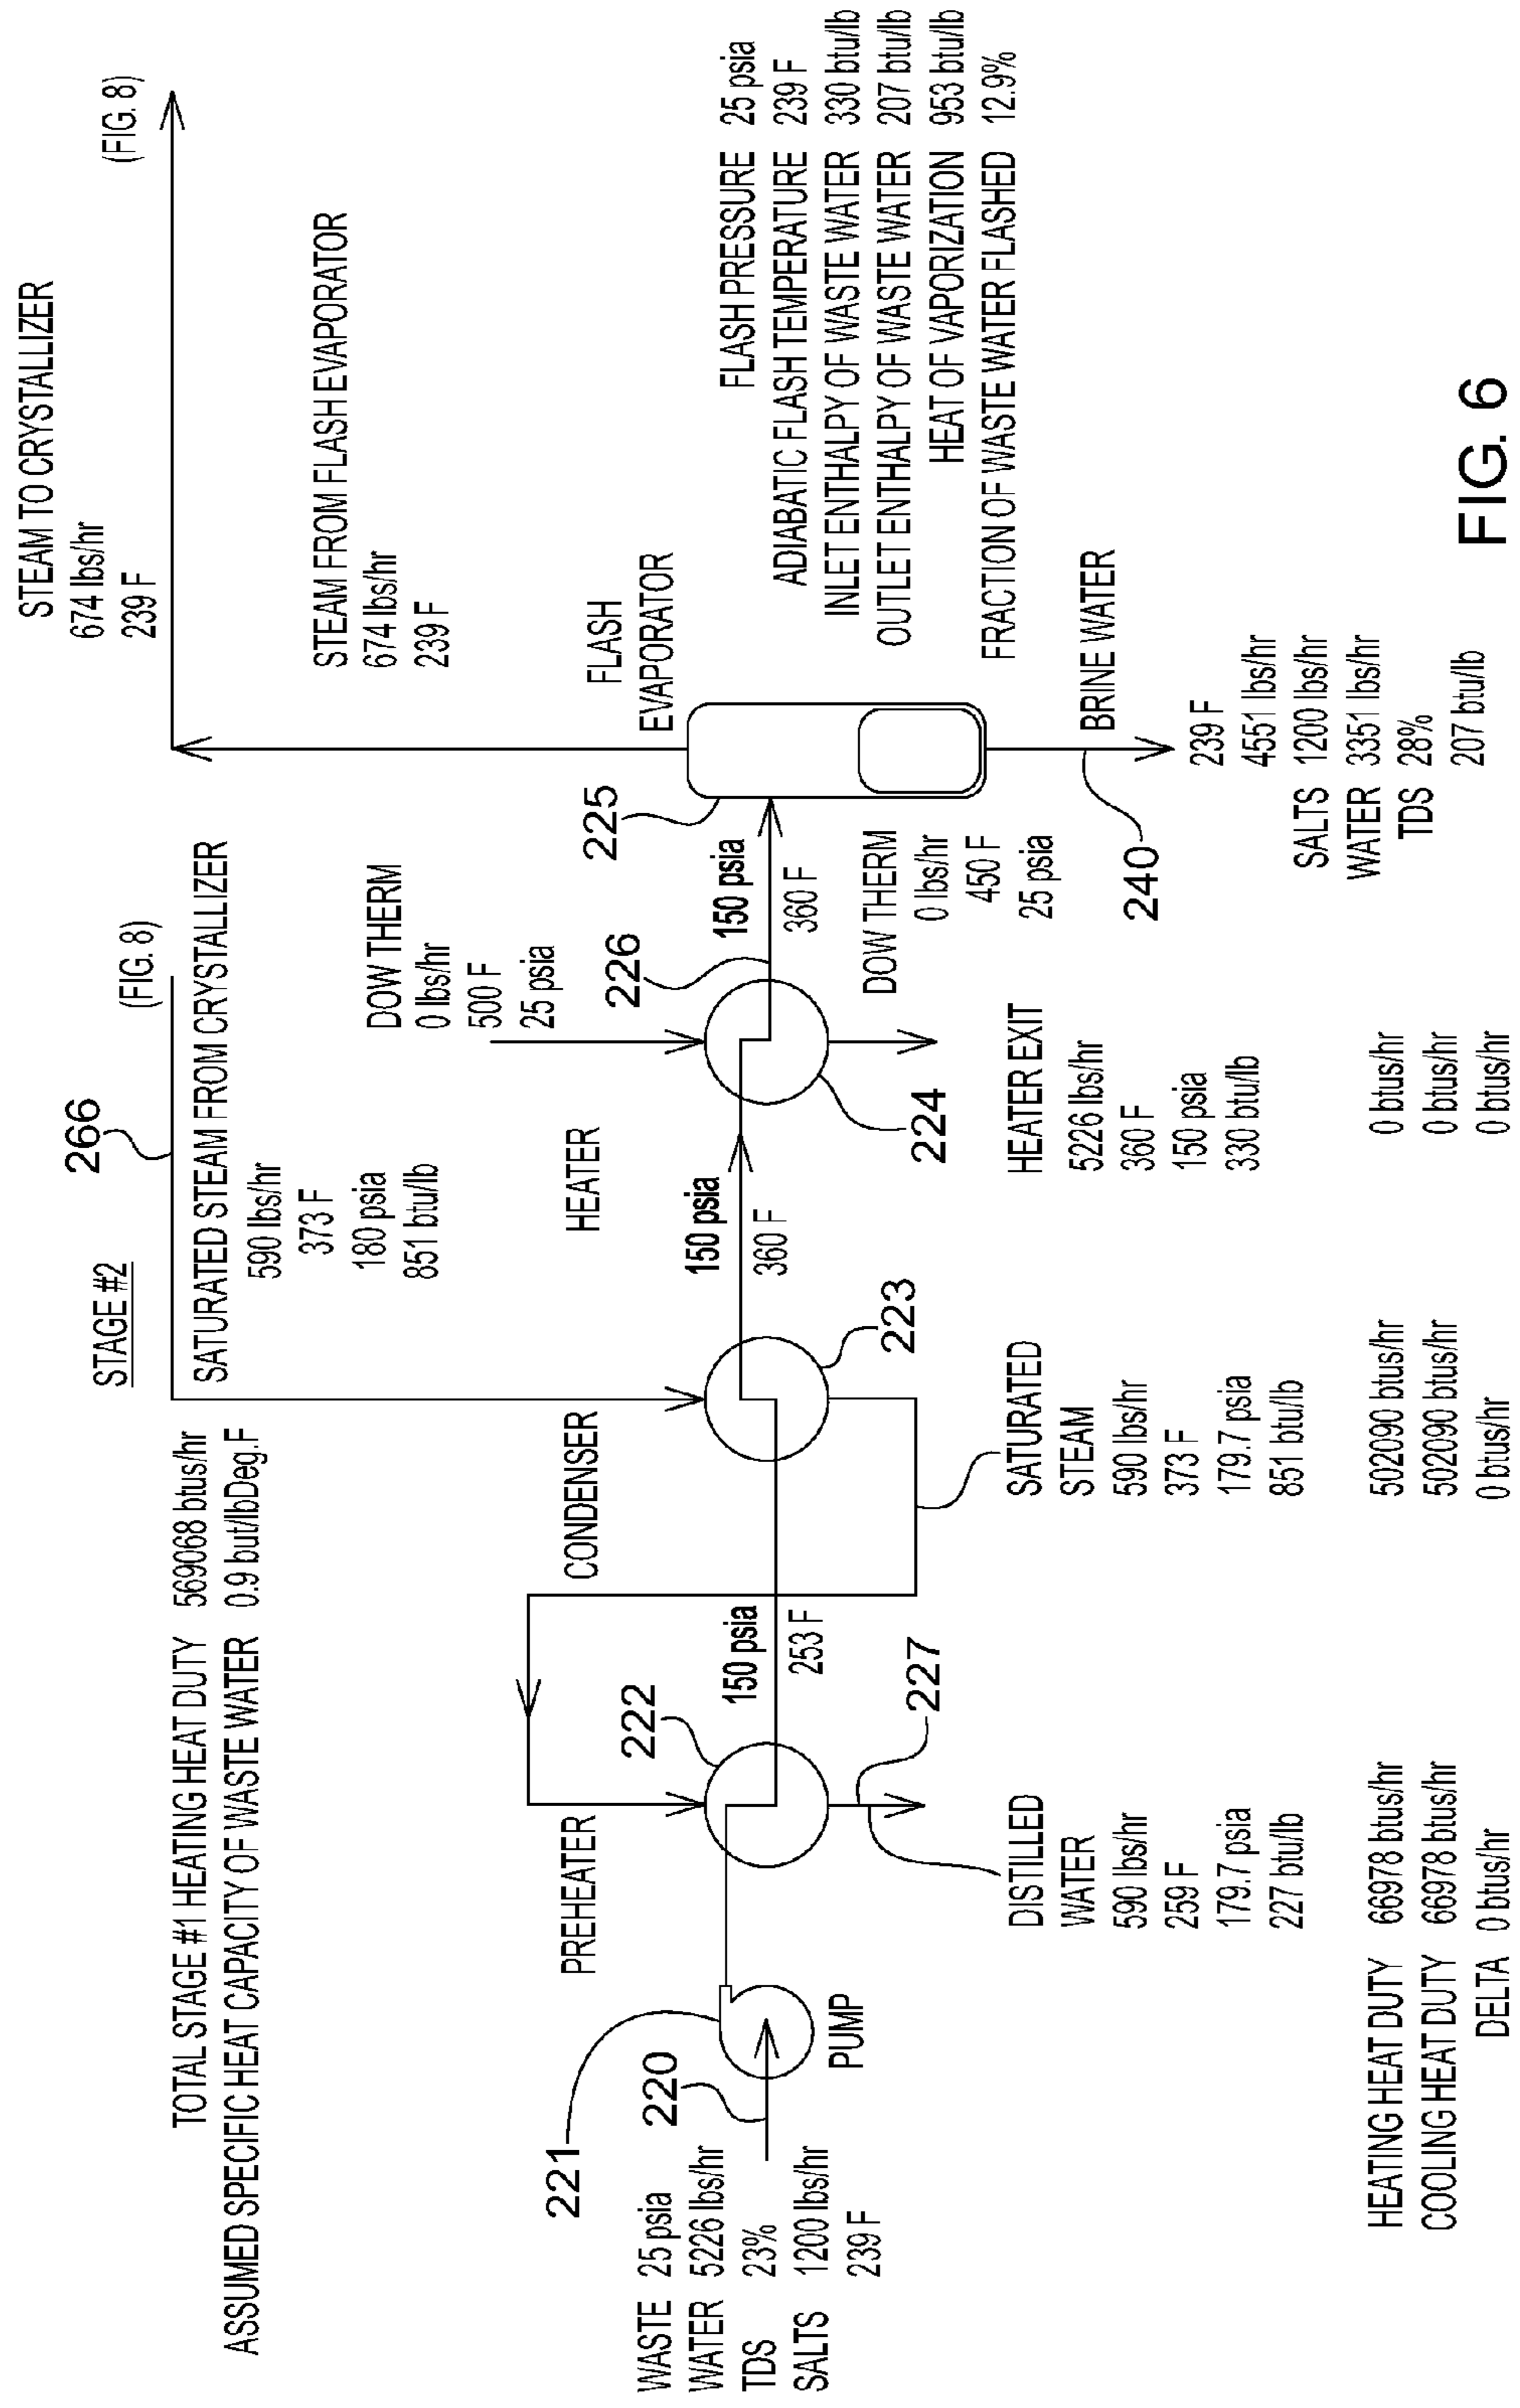 STAGE #2
STEAM TO CRYSTALLIZER
674 lbs/hr
239 F
(FIG. 8)
266
(FIG. 8)
TOTAL STAGE #1 HEATING HEAT DUTY 569068 btus/hr
ASSUMED SPECIFIC HEAT CAPACITY OF WASTE WATER 0.9 but/lbDeg.F
SATURATED STEAM FROM CRYSTALLIZER
590 lbs/hr
373 F
180 psia
851 btu/lb
STEAM FROM FLASH EVAPORATOR
674 lbs/hr
239 F
DOW THERM
0 lbs/hr
500 F
25 psia
PREHEATER
CONDENSER
HEATER
FLASH
EVAPORATOR
221
220
222
226
225
WASTE 25 psia
WATER 5226 lbs/hr
TDS 23%
SALTS 1200 lbs/hr
239 F
PUMP
150 psia
253 F
150 psia
360 F
150 psia
360 F
227
223
224
DOW THERM
0 lbs/hr
450 F
25 psia
FLASH PRESSURE 25 psia
ADIABATIC FLASH TEMPERATURE 239 F
INLET ENTHALPY OF WASTE WATER 330 btu/lb
OUTLET ENTHALPY OF WASTE WATER 207 btu/lb
HEAT OF VAPORIZATION 953 btu/lb
FRACTION OF WASTE WATER FLASHED 12.9%
DISTILLED
WATER
590 lbs/hr
259 F
179.7 psia
227 btu/lb
SATURATED
STEAM
590 lbs/hr
373 F
179.7 psia
851 btu/lb
HEATER EXIT
5226 lbs/hr
360 F
150 psia
330 btu/lb
240
BRINE WATER
239 F
4551 lbs/hr
SALTS 1200 lbs/hr
WATER 3351 lbs/hr
TDS 28%
207 btu/lb
HEATING HEAT DUTY 66978 btus/hr 502090 btus/hr 0 btus/hr
COOLING HEAT DUTY 66978 btus/hr 502090 btus/hr 0 btus/hr
DELTA 0 btus/hr 0 btus/hr 0 btus/hr
FIG. 6